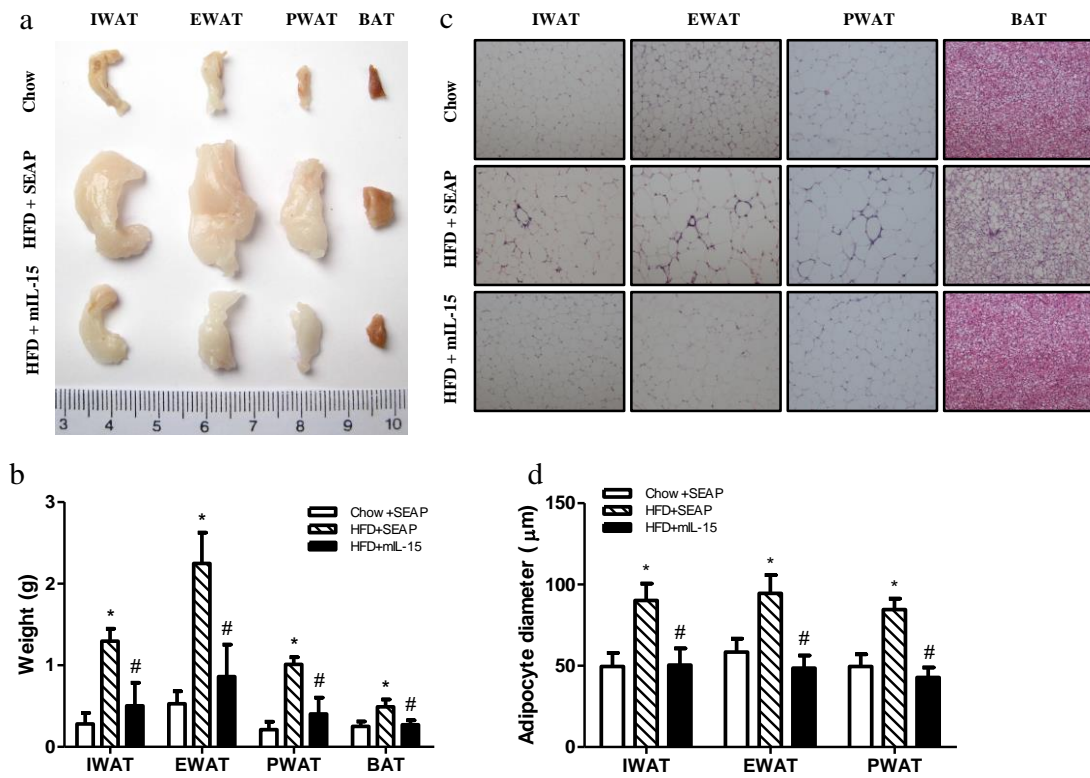 a
IWAT EWAT PWAT BAT
Chow
HFD + SEAP
HFD + mIL-15
3 4 5 6 7 8 9 10
c
IWAT EWAT PWAT BAT
Chow
HFD + SEAP
HFD + mIL-15
b
Weight (g)
3
2
1
0
Chow +SEAP
HFD+SEAP
HFD+mIL-15
* # * # * # * #
IWAT EWAT PWAT BAT
d
Adipocyte diameter ( μm)
150
100
50
0
Chow +SEAP
HFD+SEAP
HFD+mIL-15
* # * # * #
IWAT EWAT PWAT